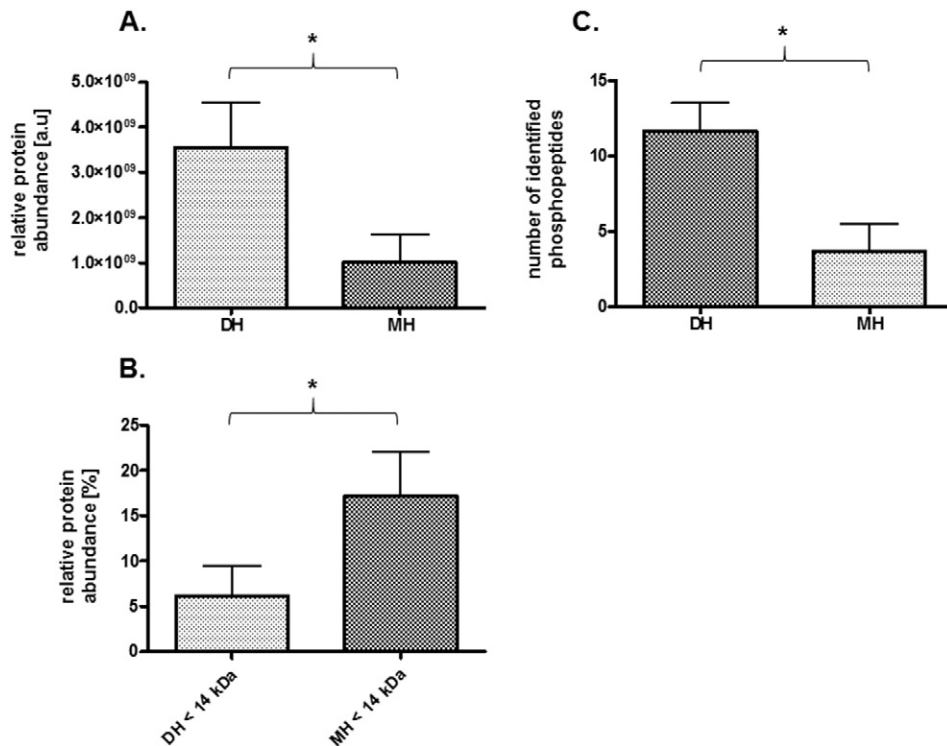 A.
*
relative protein
abundance [a.u]
5.0×10⁰⁹
4.0×10⁰⁹
3.0×10⁰⁹
2.0×10⁰⁹
1.0×10⁰⁹
0.0
DH MH
C.
*
number of identified
phosphopeptides
15
10
5
0
DH MH
B.
*
relative protein
abundance [%]
25
20
15
10
5
0
DH < 14 kDa
MH < 14 kDa